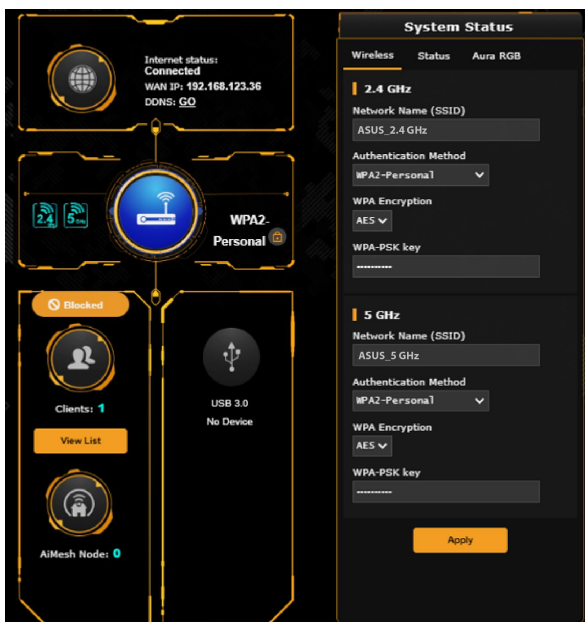 Internet status:
Connected
WAN IP: 192.168.123.36
DDNS: GO
2.4
5
WPA2-
Personal
Blocked
Clients: 1
View List
AiMesh Node: 0
USB 3.0
No Device
System Status
Wireless Status Aura RGB
2.4 GHz
Network Name (SSID)
ASUS_2.4 GHz
Authentication Method
WPA2-Personal
WPA Encryption
AES
WPA-PSK key
----------
5 GHz
Network Name (SSID)
ASUS_5 GHz
Authentication Method
WPA2-Personal
WPA Encryption
AES
WPA-PSK key
----------
Apply